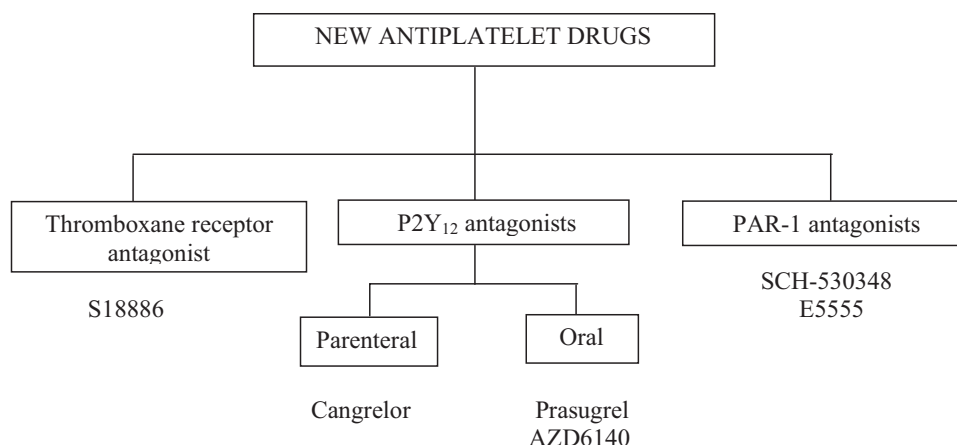 NEW ANTIPLATELET DRUGS
Thromboxane receptor
antagonist
S18886
P2Y₁₂ antagonists
Parenteral
Cangrelor
Oral
Prasugrel
AZD6140
PAR-1 antagonists
SCH-530348
E5555